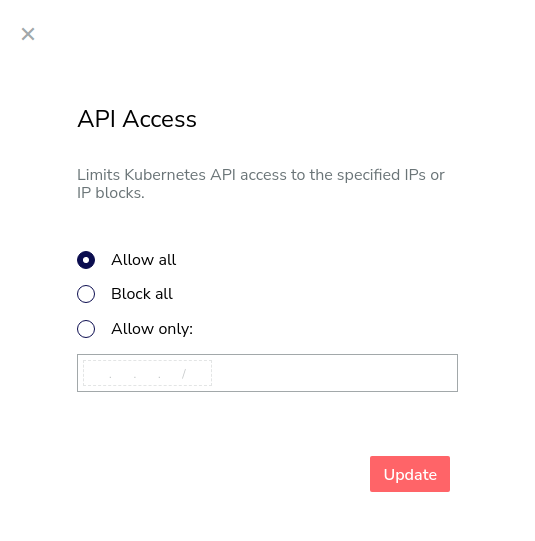 API Access
Limits Kubernetes API access to the specified IPs or
IP blocks.
Allow all
Block all
Allow only:
. . . /
Update